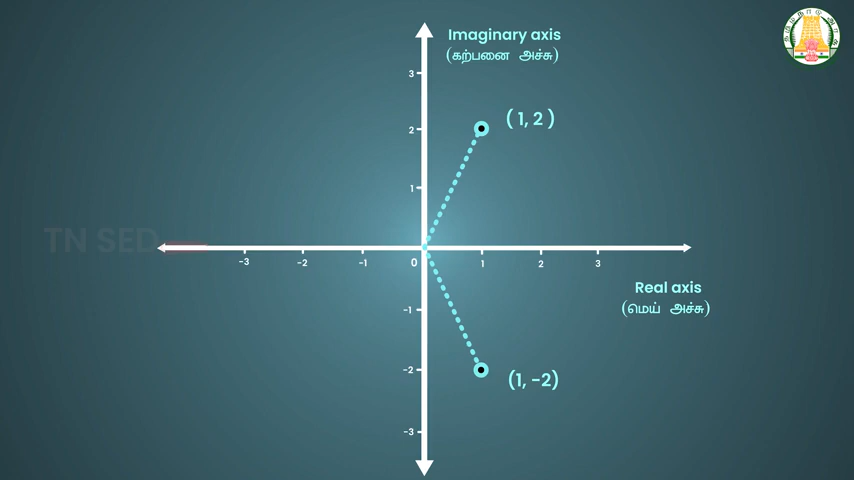 Imaginary axis
(கற்பனை அச்சு)
3
( 1, 2 )
2
1
TN SED
-3 -2 -1 0 1 2 3
Real axis
(மெய் அச்சு)
-1
-2
(1, -2)
-3